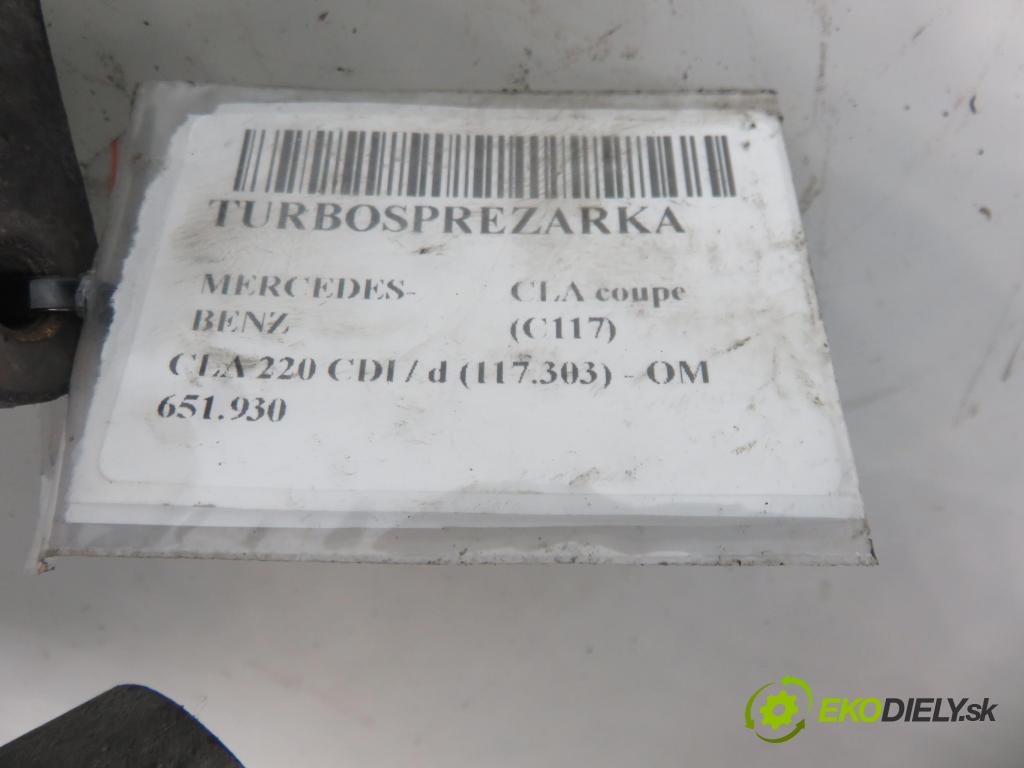 TURBOSPREZARKA
MERCEDES- CLA coupe
BENZ (C117)
CLA 220 CDI / d (117.303) - OM
651.930
EKODIELY.sk